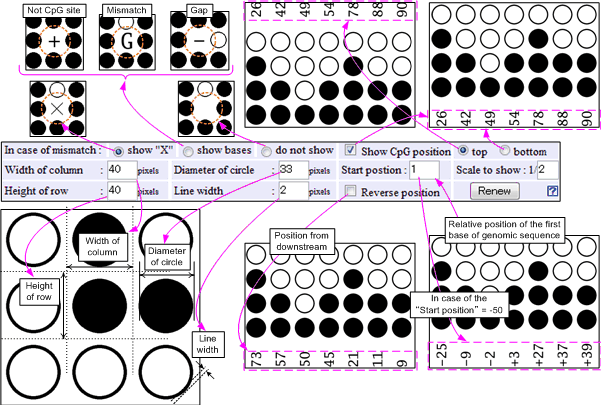 Not CpG site
Mismatch
Gap
+
G
−
×
26 42 49 54 78 88 90
26 42 49 54 78 88 90
In case of mismatch : show "X" show bases do not show Show CpG position top bottom
Width of column : 40 pixels Diameter of circle : 33 Start postion : 1 Scale to show : 1/2
Height of row : 40 pixels Line width : 2 pixels Reverse position Renew ?
Width of
column
Diameter
of circle
Height
of row
Line
width
Position from
downstream
73 57 50 45 21 11 9
Relative position of the first
base of genomic sequence
In case of the
"Start position" = -50
-25 -9 -2 +3 +27 +37 +39